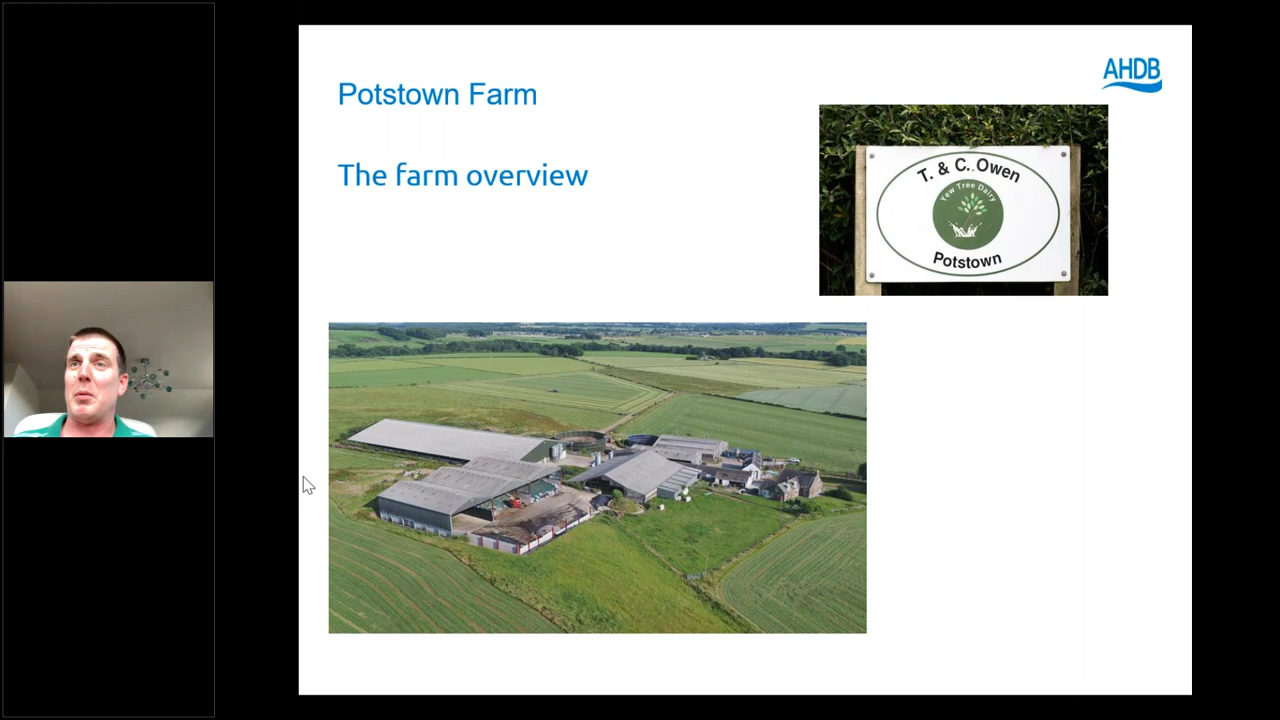 AHDB
Potstown Farm
The farm overview
T. & C. Owen
Yew Tree Dairy
Potstown